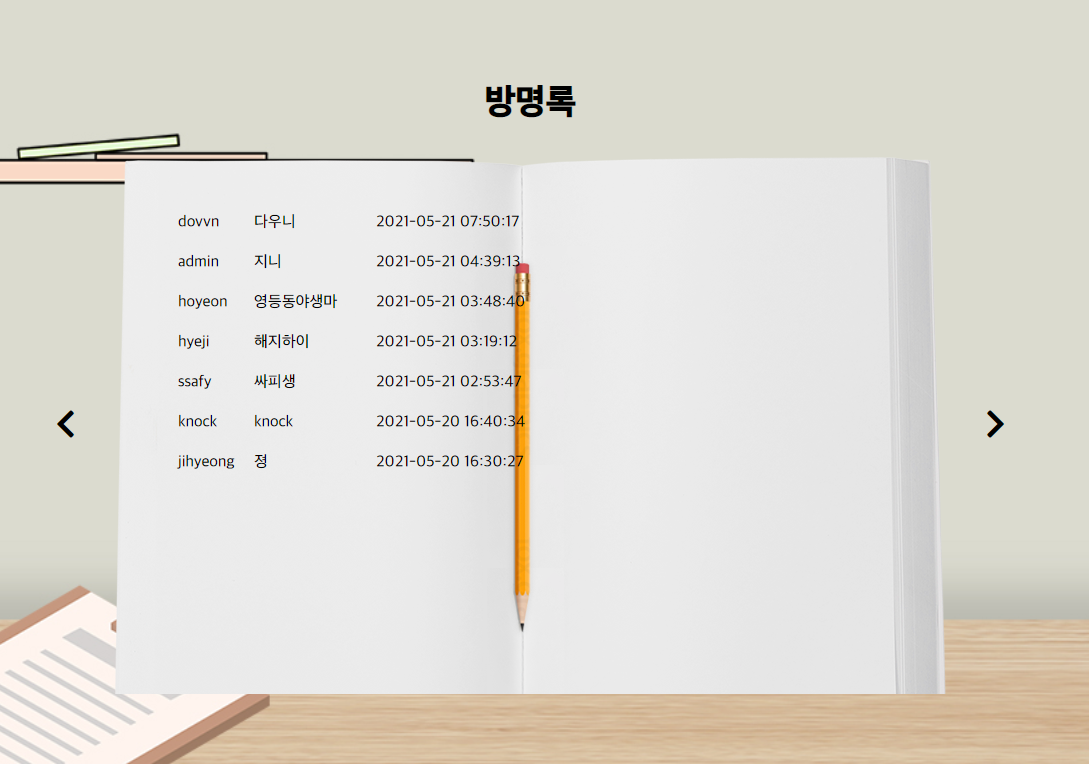 방명록
dovvn 다우니 2021-05-21 07:50:17
admin 지니 2021-05-21 04:39:13
hoyeon 영등동야생마 2021-05-21 03:48:40
hyeji 해지하이 2021-05-21 03:19:12
ssafy 싸피생 2021-05-21 02:53:47
knock knock 2021-05-20 16:40:34
jihyeong 졍 2021-05-20 16:30:27